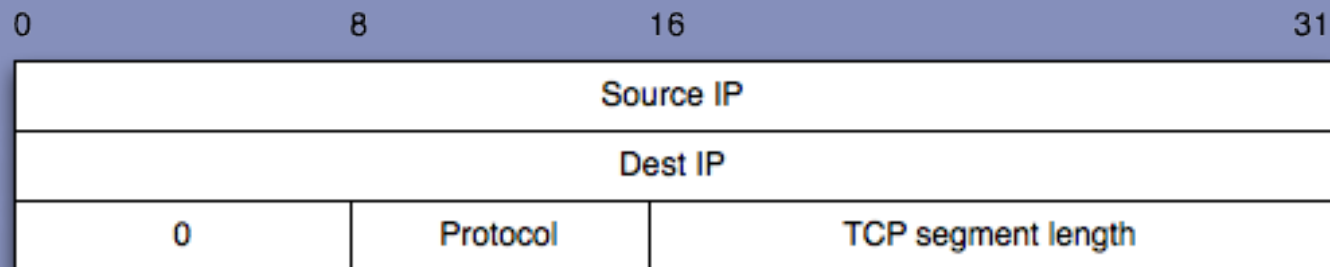 0 8 16 31
Source IP
Dest IP
0 Protocol TCP segment length